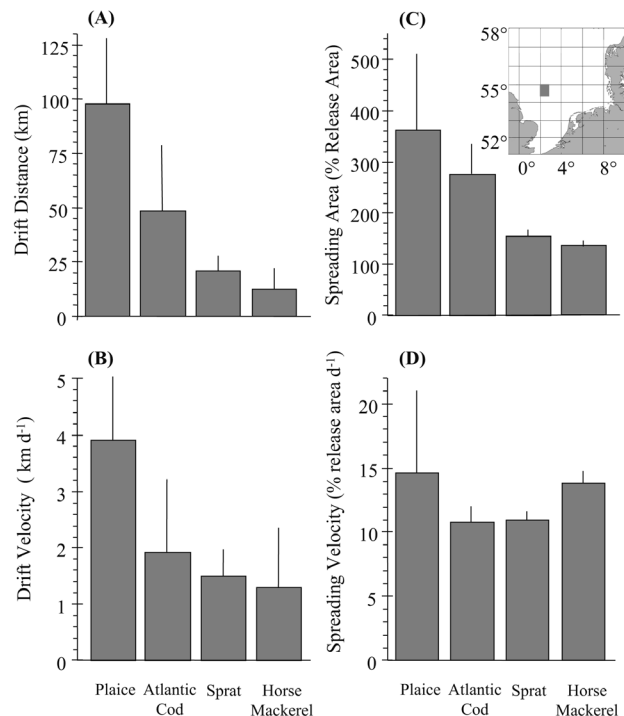 (A)
125
100
75
50
25
0
Drift Distance (km)
(C)
500
400
300
200
100
0
Spreading Area (% Release Area)
58°
55°
52°
0° 4° 8°
(B)
5
4
3
2
1
0
Drift Velocity ( km d-1)
Plaice Atlantic Cod Sprat Horse Mackerel
(D)
20
15
10
5
0
Spreading Velocity (% release area d-1)
Plaice Atlantic Cod Sprat Horse Mackerel